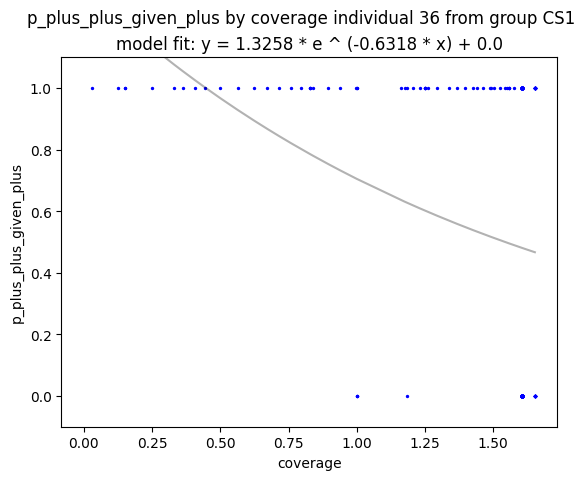 p_plus_plus_given_plus by coverage individual 36 from group CS1
model fit: y = 1.3258 * e ^ (-0.6318 * x) + 0.0
1.0
0.8
0.6
0.4
0.2
0.0
p_plus_plus_given_plus
0.00 0.25 0.50 0.75 1.00 1.25 1.50
coverage